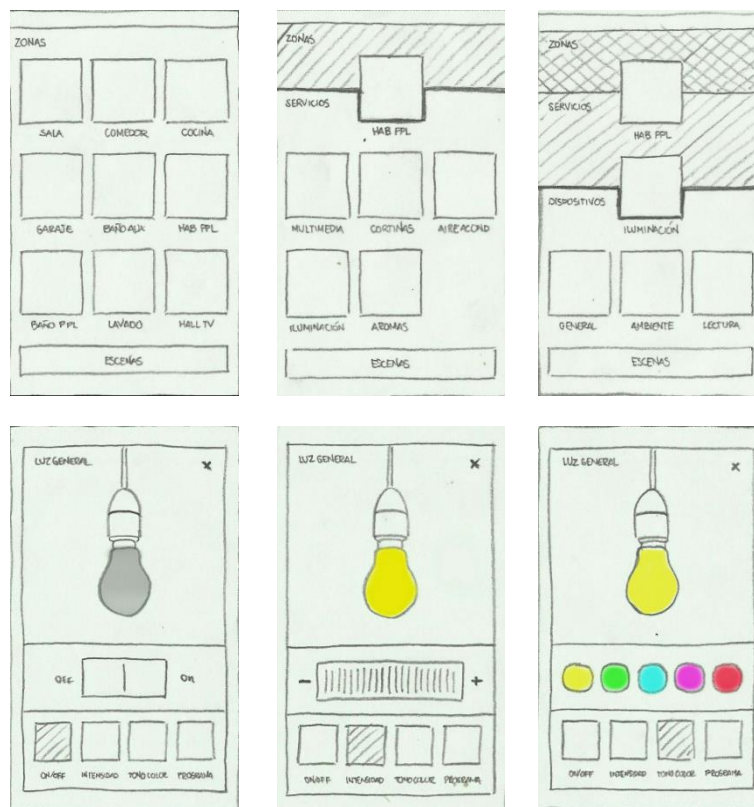 ZONAS
SALA COMEDOR COCINA
GARAJE BAÑO AUX HAB PPL
BAÑO PPL LAVADO HALL TV
ESCENAS
ZONAS
SERVICIOS
HAB PPL
MULTIMEDIA CORTINAS AIREACOND
ILUMINACIÓN AROMAS
ESCENAS
ZONAS
SERVICIOS
HAB PPL
DISPOSITIVOS
ILUMINACIÓN
GENERAL AMBIENTE LECTURA
ESCENAS
LUZ GENERAL X
OFF ON
ON/OFF INTENSIDAD TONO COLOR PROGRAMA
LUZ GENERAL X
- +
ON/OFF INTENSIDAD TONO COLOR PROGRAMA
LUZ GENERAL X
ON/OFF INTENSIDAD TONO COLOR PROGRAMA